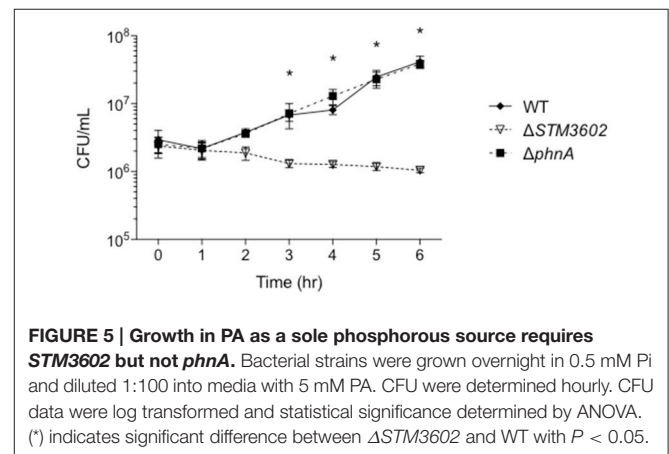 10⁸
* * * *
10⁷
CFU/mL
10⁶
10⁵
0 1 2 3 4 5 6
Time (hr)
WT
ΔSTM3602
ΔphnA
FIGURE 5 | Growth in PA as a sole phosphorous source requires
STM3602 but not phnA. Bacterial strains were grown overnight in 0.5 mM Pi
and diluted 1:100 into media with 5 mM PA. CFU were determined hourly. CFU
data were log transformed and statistical significance determined by ANOVA.
(*) indicates significant difference between ΔSTM3602 and WT with P < 0.05.